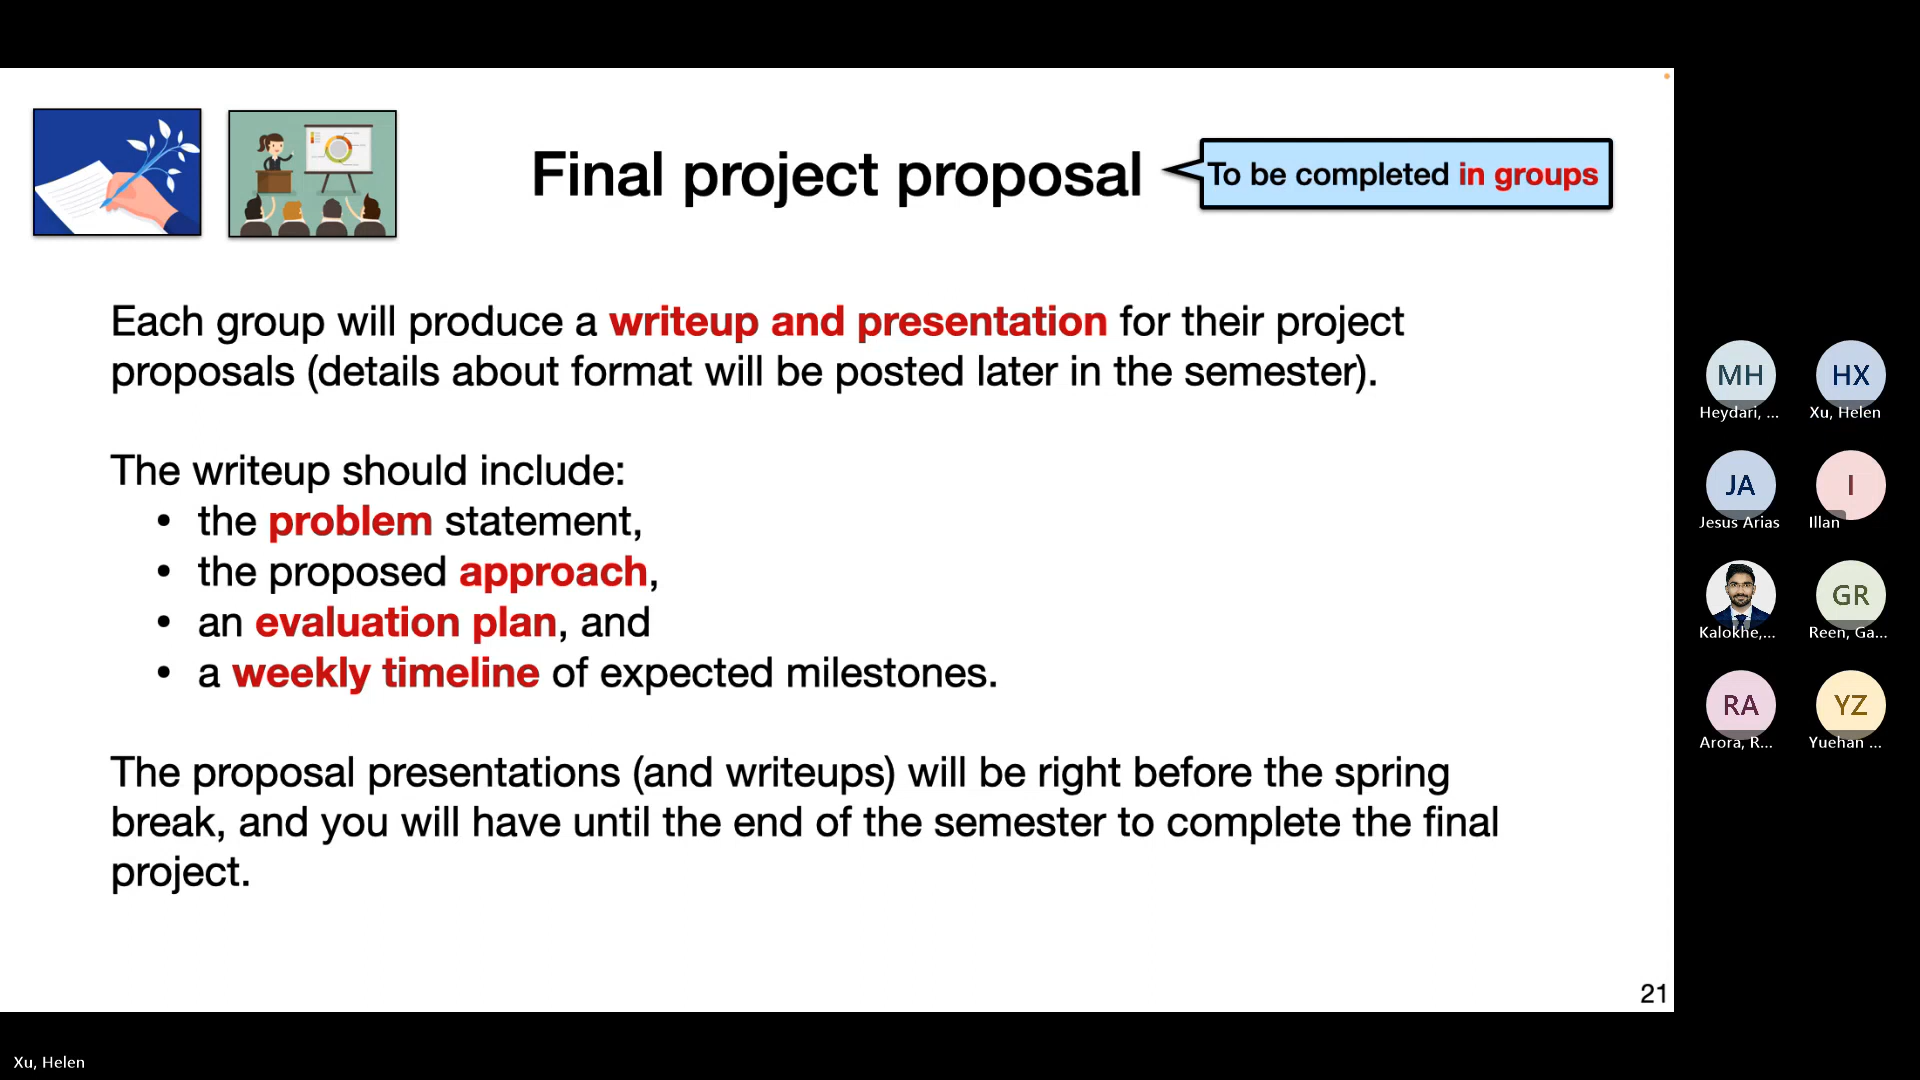 Final project proposal
To be completed in groups
Each group will produce a writeup and presentation for their project
proposals (details about format will be posted later in the semester).
The writeup should include:
• the problem statement,
• the proposed approach,
• an evaluation plan, and
• a weekly timeline of expected milestones.
The proposal presentations (and writeups) will be right before the spring
break, and you will have until the end of the semester to complete the final
project.
21
MH
Heydari, ...
HX
Xu, Helen
JA
Jesus Arias
I
Illan
Kalokhe,...
GR
Reen, Ga...
RA
Arora, R...
YZ
Yuehan ...
Xu, Helen